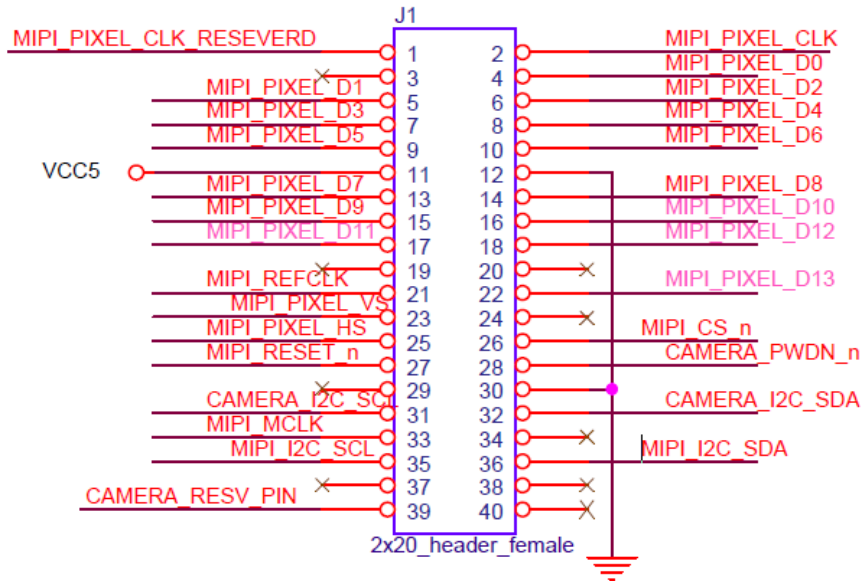 J1
MIPI_PIXEL_CLK_RESEVERD 1 2 MIPI_PIXEL_CLK
3 4 MIPI_PIXEL_D0
MIPI_PIXEL_D1 5 6 MIPI_PIXEL_D2
MIPI_PIXEL_D3 7 8 MIPI_PIXEL_D4
MIPI_PIXEL_D5 9 10 MIPI_PIXEL_D6
VCC5 11 12
MIPI_PIXEL_D7 13 14 MIPI_PIXEL_D8
MIPI_PIXEL_D9 15 16 MIPI_PIXEL_D10
MIPI_PIXEL_D11 17 18 MIPI_PIXEL_D12
19 20
MIPI_REFCLK 21 22 MIPI_PIXEL_D13
MIPI_PIXEL_VS 23 24
MIPI_PIXEL_HS 25 26 MIPI_CS_n
MIPI_RESET_n 27 28 CAMERA_PWDN_n
29 30
CAMERA_I2C_SCL 31 32 CAMERA_I2C_SDA
MIPI_MCLK 33 34
MIPI_I2C_SCL 35 36 MIPI_I2C_SDA
37 38
CAMERA_RESV_PIN 39 40
2x20_header_female